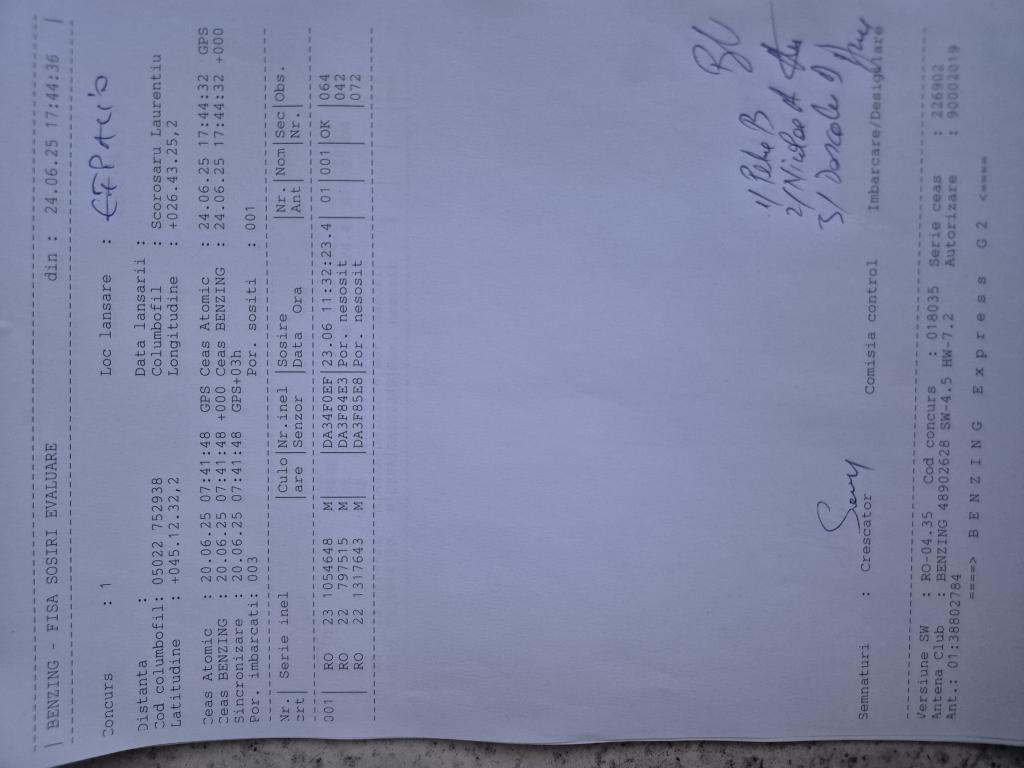 | BENZING - FISA SOSIRI EVALUARE din : 24.06.25 17:44:36 |
Concurs : 1 Loc lansare :
Distanta : Data lansarii :
Cod columbofil: 05022 752938 Columbofil : Scorosaru Laurentiu
Latitudine : +045.12.32,2 Longitudine : +026.43.25,2
Ceas Atomic : 20.06.25 07:41:48 GPS Ceas Atomic : 24.06.25 17:44:32 GPS
Ceas BENZING : 20.06.25 07:41:48 +000 Ceas BENZING : 24.06.25 17:44:32 +000
Sincronizare : 20.06.25 07:41:48 GPS+03h
Por. imbarcati: 003 Por. sositi : 001
Nr.| Serie inel |Culo|Nr.inel |Sosire |Nr. |Nom|Sec|Obs.
crt| |are |Senzor |Data Ora |Ant |Nr.|
001 | RO 23 1054648 M| |DA34F0EF|23.06 11:32:23.4| 01 |001|OK |064
| RO 22 797515 M| |DA3F84E3|Por. nesosit | | | |042
| RO 22 1317643 M| |DA3F85E8|Por. nesosit | | | |072
1/ Petre B
2/ Nicolae A
3/ D
Semnaturi : Crescator Comisia control Imbarcare/Desigilare
Versiune SW : RO-04.35 Cod concurs : 018035 Serie ceas : 226902
Antena Club : BENZING 48902628 SW-4.5 HW-7.2 Autorizare : 90002019
Ant.: 01:38802784
====> B E N Z I N G E x p r e s s G 2 <====